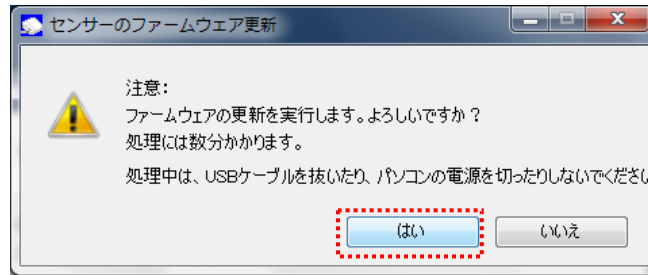 センサーのファームウェア更新
注意:
ファームウェアの更新を実行します。よろしいですか?
処理には数分かかります。
処理中は、USBケーブルを抜いたり、パソコンの電源を切ったりしないでくださ
はい
いいえ